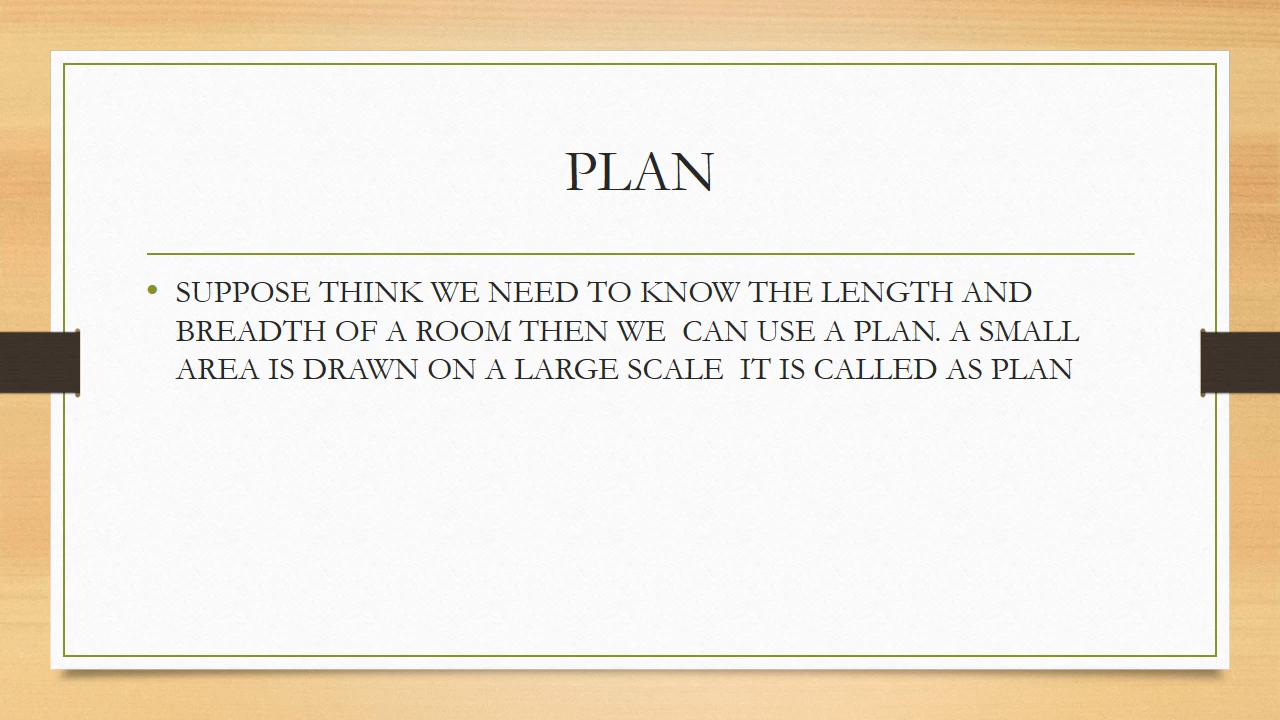 PLAN
• SUPPOSE THINK WE NEED TO KNOW THE LENGTH AND
BREADTH OF A ROOM THEN WE  CAN USE A PLAN. A SMALL
AREA IS DRAWN ON A LARGE SCALE  IT IS CALLED AS PLAN